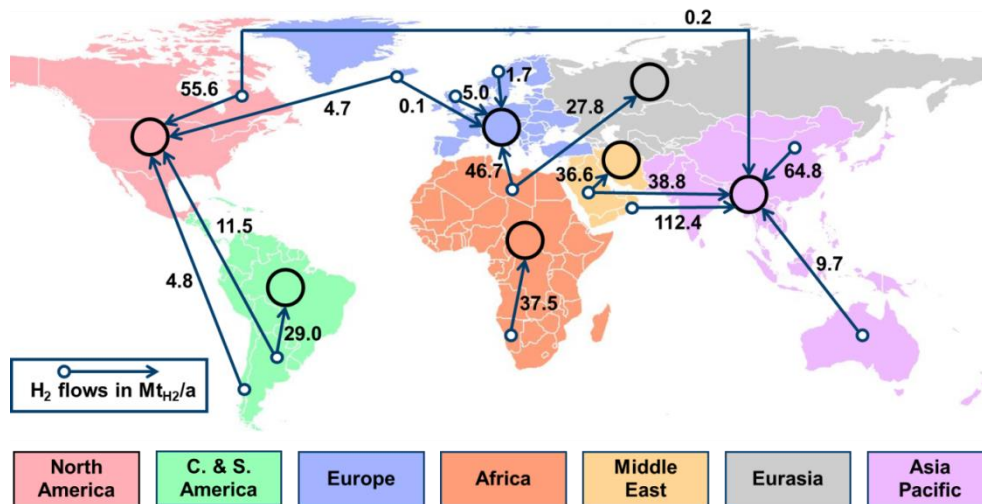 0.2
55.6
4.7
0.1
5.0
1.7
27.8
46.7
36.6
38.8
64.8
112.4
11.5
4.8
9.7
37.5
29.0
H₂ flows in Mt_H2/a
North
America
C. & S.
America
Europe
Africa
Middle
East
Eurasia
Asia
Pacific